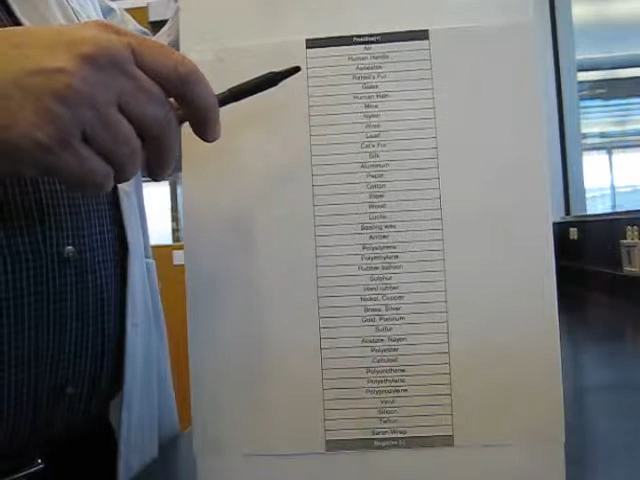 Positive(+)
Air
Human Hands
Asbestos
Rabbit's Fur
Glass
Human Hair
Mica
Nylon
Wool
Lead
Cat's Fur
Silk
Aluminum
Paper
Cotton
Steel
Wood
Lucite
Sealing wax
Amber
Polystyrene
Polyethylene
Rubber balloon
Sulphur
Hard rubber
Nickel, Copper
Brass, Silver
Gold, Platinum
Sulfur
Acetate, Rayon
Polyester
Celluloid
Polyurethane
Polyethylene
Polypropylene
Vinyl
Silicon
Teflon
Saran Wrap
Negative (-)